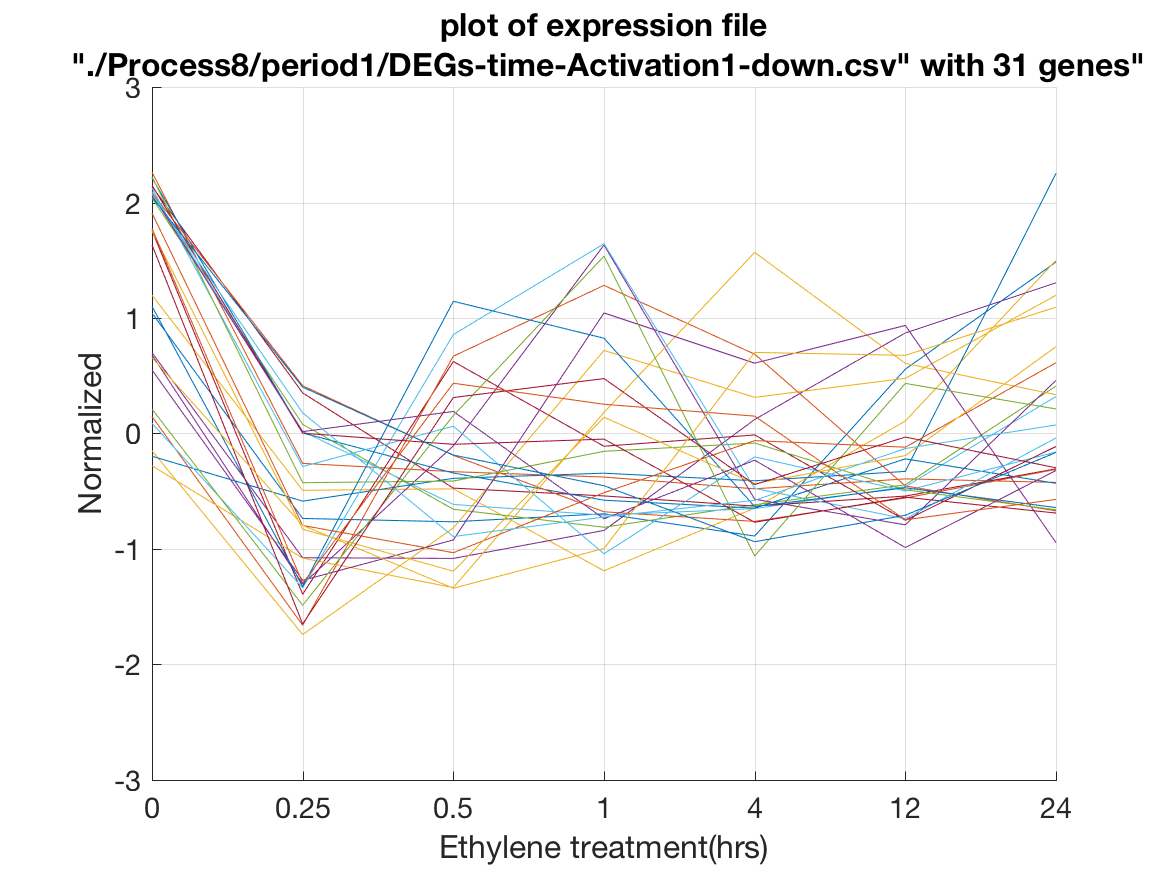 plot of expression file
"./Process8/period1/DEGs-time-Activation1-down.csv" with 31 genes"
3
2
1
0
-1
-2
-3
Normalized
0 0.25 0.5 1 4 12 24
Ethylene treatment(hrs)